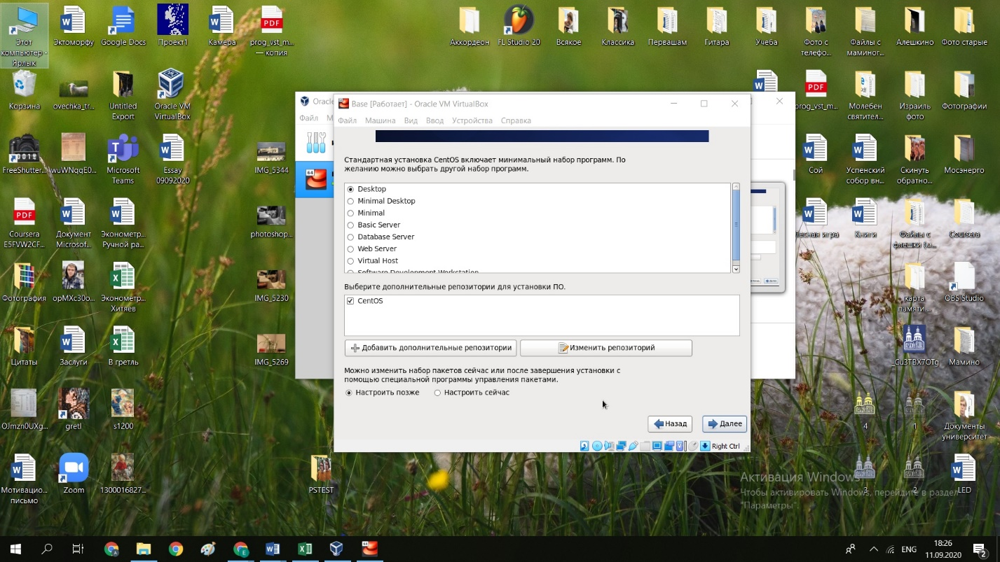 Этот
компьютер -
Ярлык
Эктоморфу
Google Docs
Проект1
Камера
PDF
prog_vst_m...
— копия
Аккордеон
FL Studio 20
Всякое
Классика
Первашам
Гитара
Учеба
Фото с
телефо...
Файлы с
маминог...
Алешкино
Фото старые
Корзина
ovechka_tr...
Untitled
Export
Oracle VM
VirtualBox
PDF
prog_vst_m...
Молебен
святител...
Израиль
фото
Фотографии
FreeShutter...
wuWNqqE0...
Microsoft
Teams
Essay
09092020
IMG_5344
Сой
Успенский
собор вн...
Скинуть
обратно...
Мосэнерго
PDF
Coursera
E5FVW2CF...
Документ
Microsof...
Эконометр...
Ручной ра...
photoshop...
Лесная игра
Книги
Файлы с
флешки (м...
Coursera
Фотография
opMXc30o...
Эконометр...
Хитяев
IMG_5230
карта
памяти...
OBS Studio
Цитаты
Заслуги
В гретль
IMG_5269
_Cu3TBX7OTg
Мамино
OJmzn0UXg...
gretl
s1200
4
1
Документы
университет
Мотивацио...
письмо
Zoom
1300016827...
PSTEST
3
2
LED
Oracle
Файл
64
Base [Работает] - Oracle VM VirtualBox
Файл Машина Вид Ввод Устройства Справка
Стандартная установка CentOS включает минимальный набор программ. По
желанию можно выбрать другой набор программ.
Desktop
Minimal Desktop
Minimal
Basic Server
Database Server
Web Server
Virtual Host
Software Development Workstation
Выберите дополнительные репозитории для установки ПО.
CentOS
Добавить дополнительные репозитории
Изменить репозиторий
Можно изменить набор пакетов сейчас или после завершения установки с
помощью специальной программы управления пакетами.
Настроить позже
Настроить сейчас
Назад
Далее
Right Ctrl
Активация Windows
Чтобы активировать Windows, перейдите в раздел
"Параметры".
ENG
18:26
11.09.2020
2